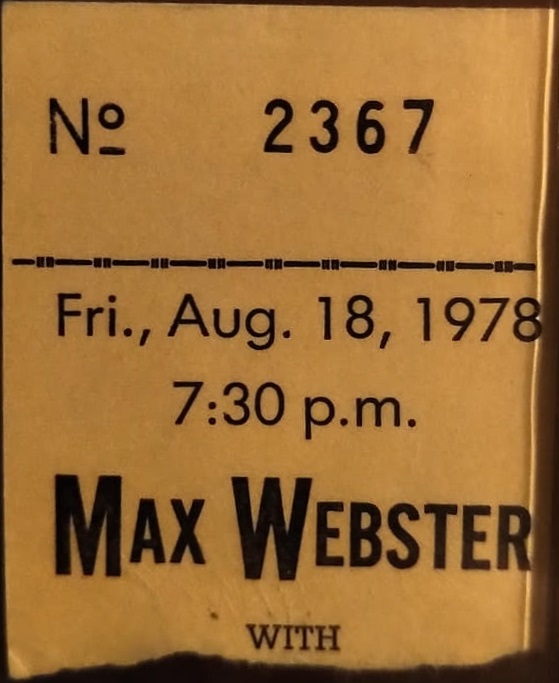 Nº 2367
Fri., Aug. 18, 1978
7:30 p.m.
MAX WEBSTER
WITH